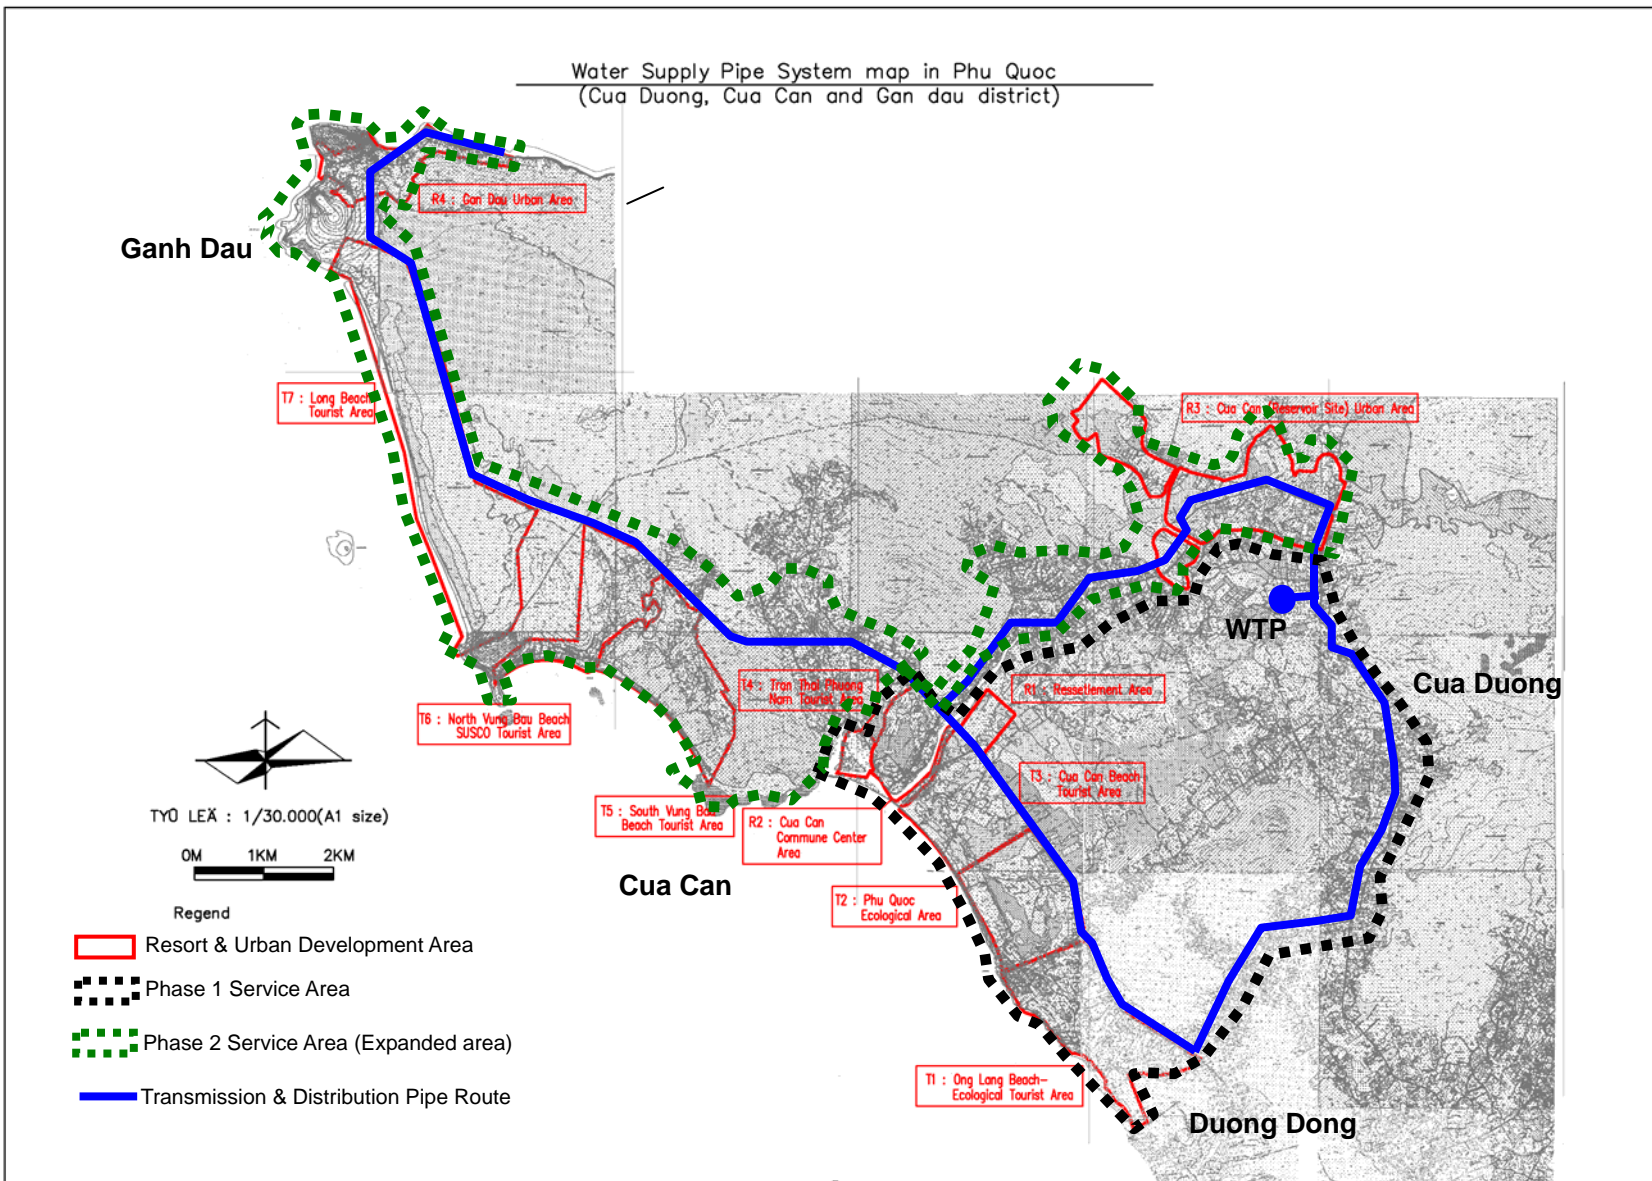 Water Supply Pipe System map in Phu Quoc
(Cua Duong, Cua Can and Gan dau district)
R4 : Gan Dau Urban Area
Ganh Dau
T7 : Long Beach
Tourist Area
R3 : Cua Can (Reservoir Site) Urban Area
WTP
Cua Duong
T4 : Tran Thai Phuong
Nam Tourist Area
R1 : Ressetlement Area
T6 : North Vung Bau Beach
SUSCO Tourist Area
T3 : Cua Can Beach-
Tourist Area
T5 : South Vung Bau
Beach Tourist Area
R2 : Cua Can
Commune Center
Area
TYÛ LEÄ : 1/30.000(A1 size)
0M 1KM 2KM
Cua Can
T2 : Phu Quoc
Ecological Area
Regend
Resort & Urban Development Area
Phase 1 Service Area
Phase 2 Service Area (Expanded area)
Transmission & Distribution Pipe Route
T1 : Ong Lang Beach-
Ecological Tourist Area
Duong Dong